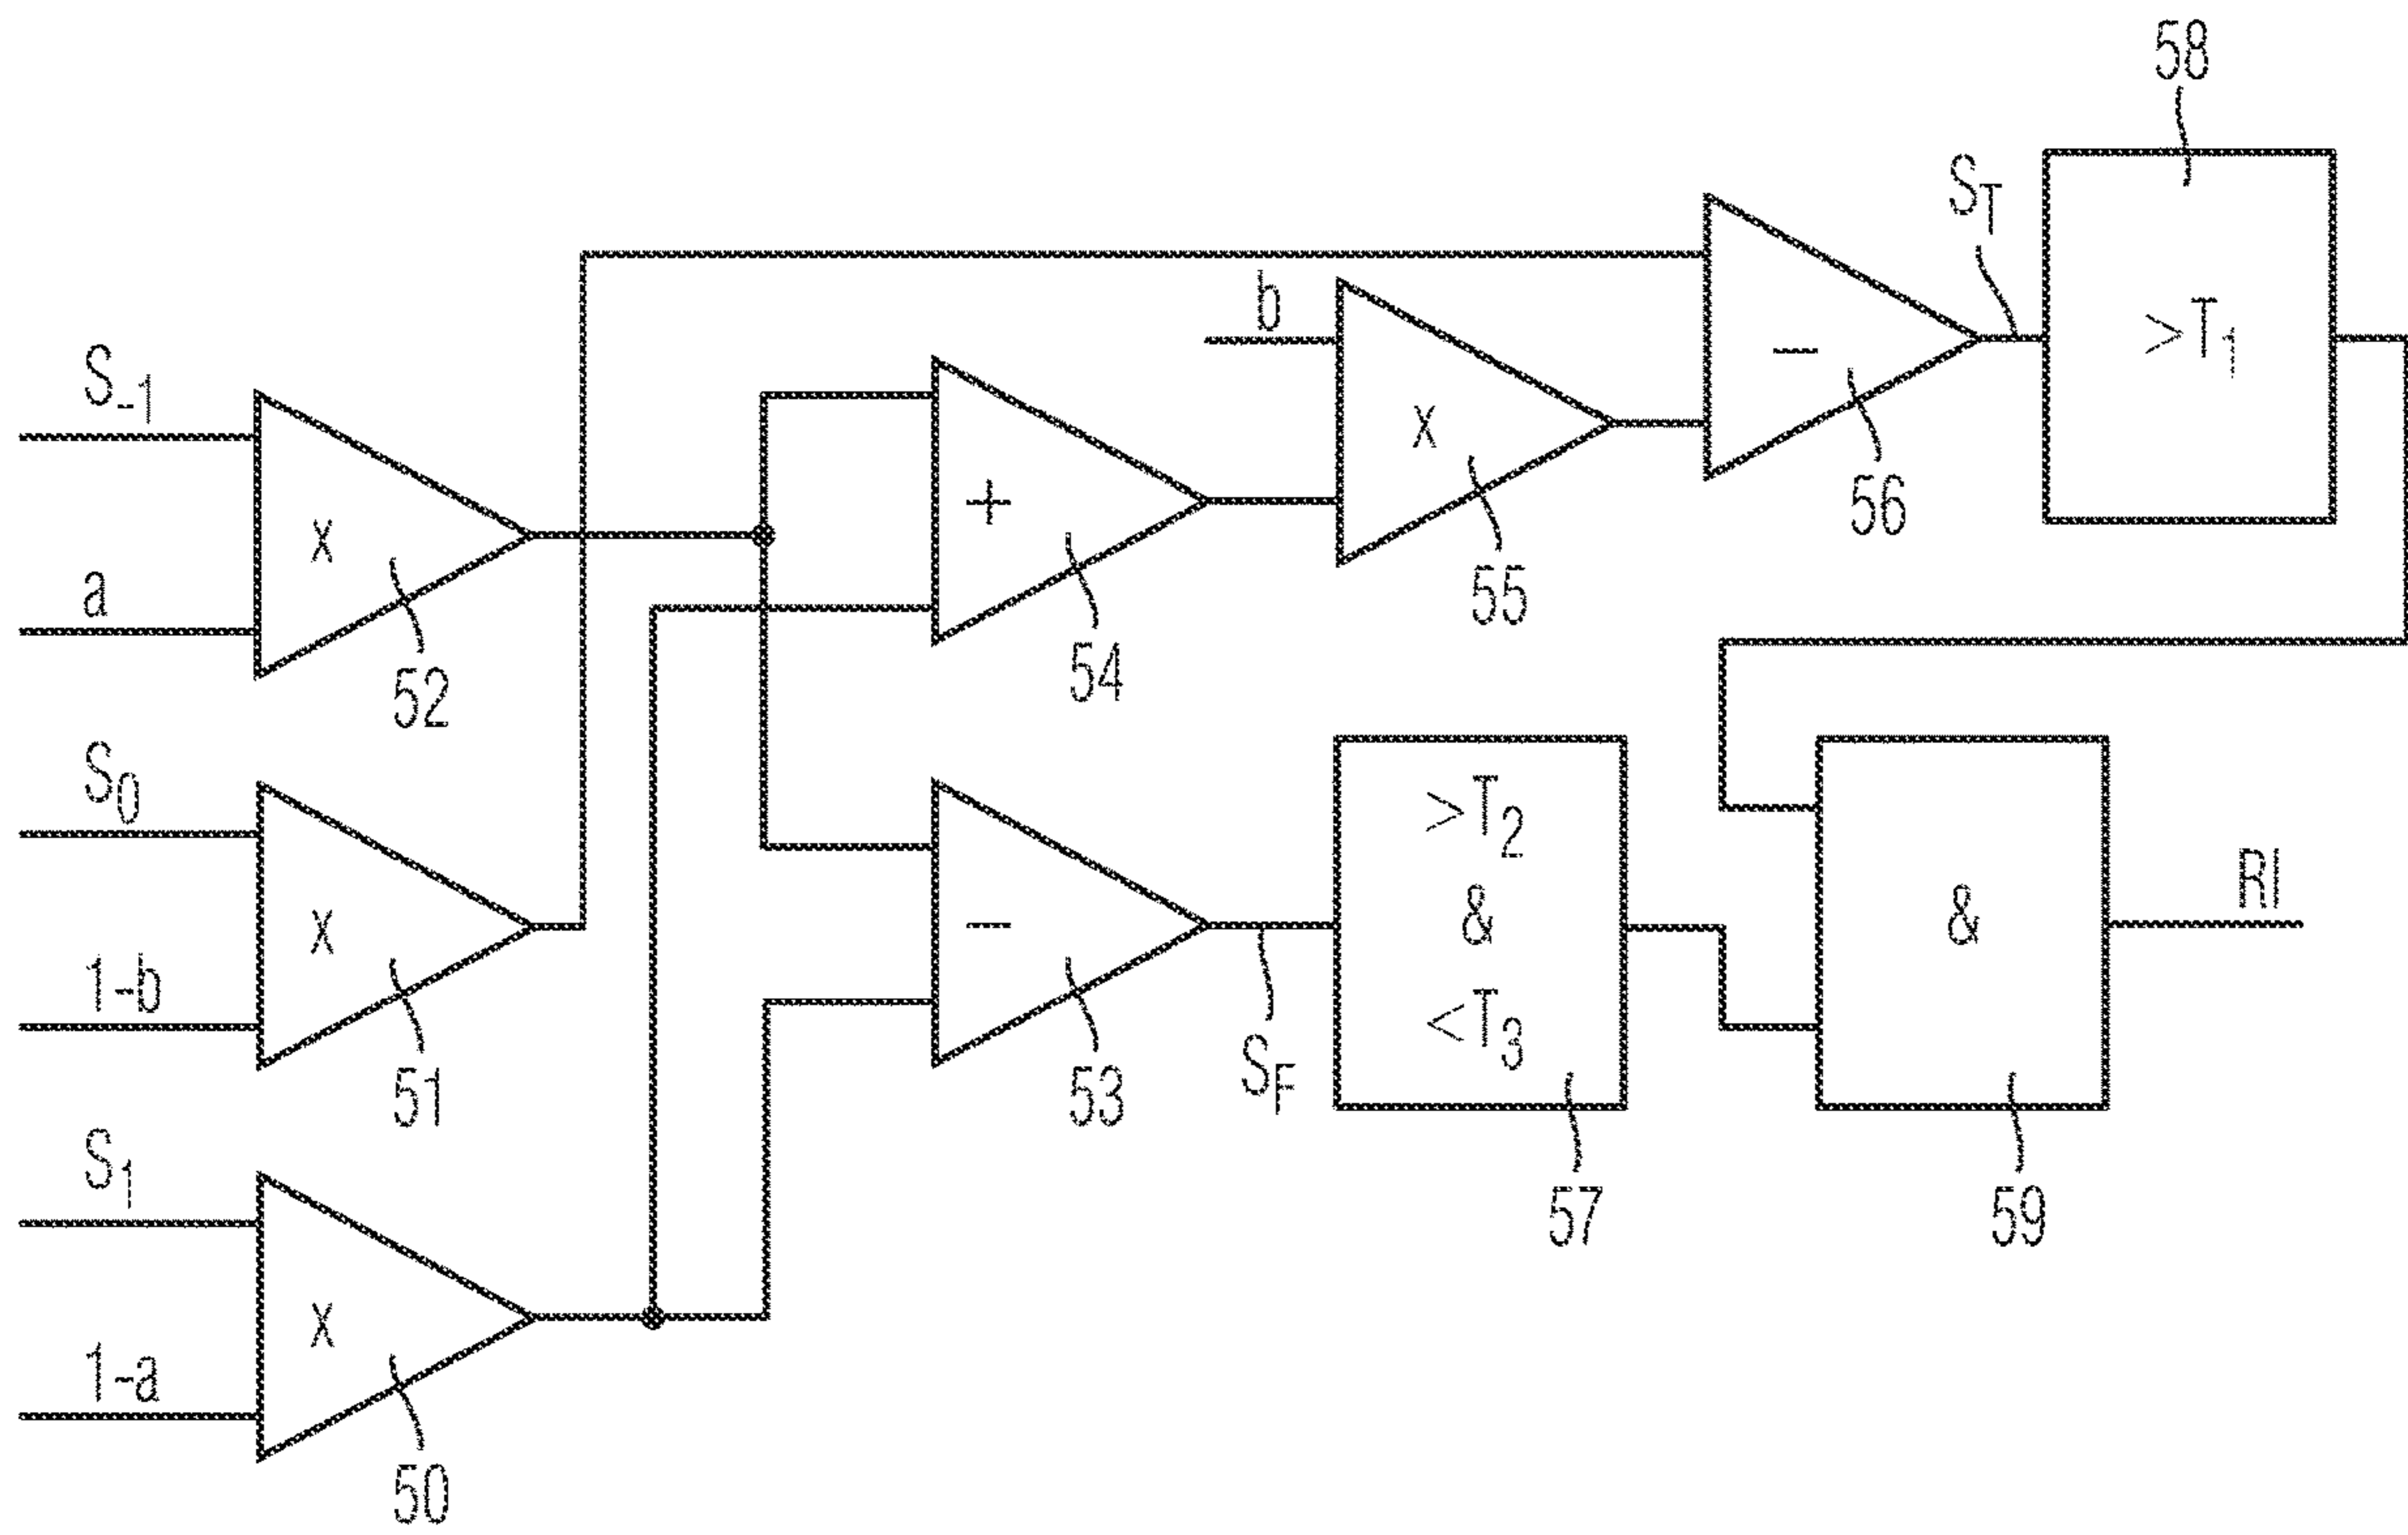 58
S_T
>T_1
b
x
–
56
S_-1
a
x
52
+
54
55
S_0
1-b
x
51
–
53
S_F
>T_2
&
<T_3
57
&
59
RI
S_1
1-a
x
50